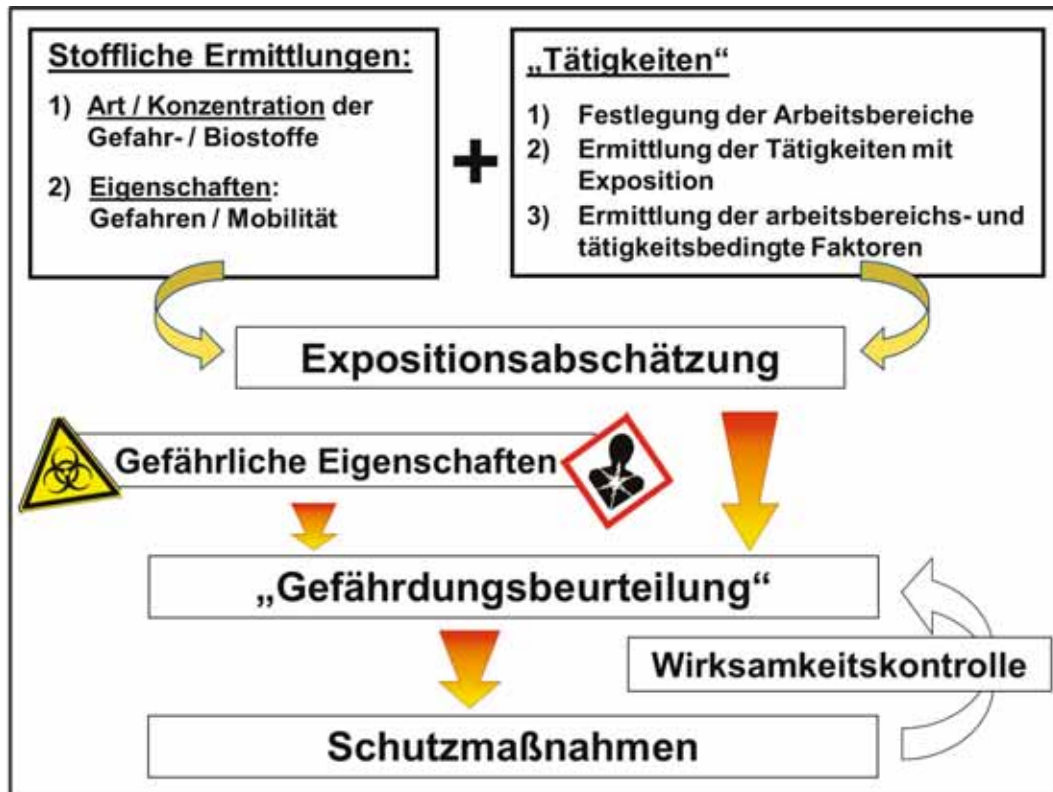 Stoffliche Ermittlungen:
1) Art / Konzentration der
Gefahr- / Biostoffe
2) Eigenschaften:
Gefahren / Mobilität
+
„Tätigkeiten“
1) Festlegung der Arbeitsbereiche
2) Ermittlung der Tätigkeiten mit
Exposition
3) Ermittlung der arbeitsbereichs- und
tätigkeitsbedingte Faktoren
Expositionsabschätzung
Gefährliche Eigenschaften
„Gefährdungsbeurteilung“
Wirksamkeitskontrolle
Schutzmaßnahmen